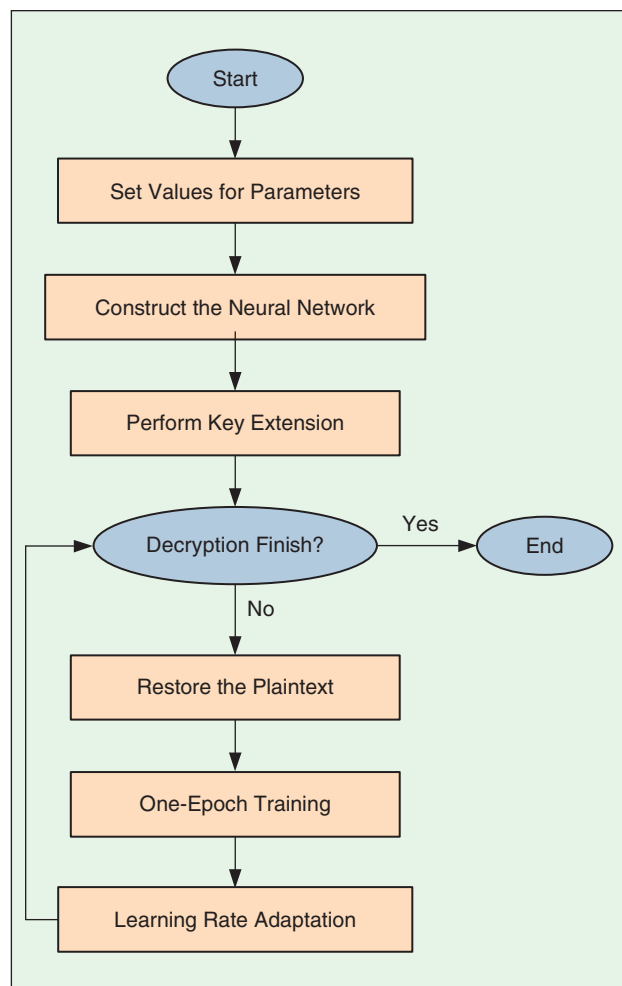 Start
Set Values for Parameters
Construct the Neural Network
Perform Key Extension
Decryption Finish?
Yes
End
No
Restore the Plaintext
One-Epoch Training
Learning Rate Adaptation